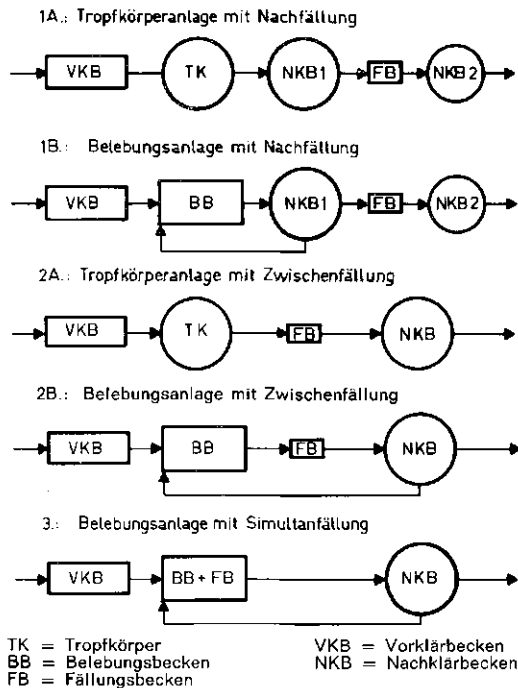 1A.: Tropfkörperanlage mit Nachfällung
VKB TK NKB1 FB NKB2
1B.: Belebungsanlage mit Nachfällung
VKB BB NKB1 FB NKB2
2A.: Tropfkörperanlage mit Zwischenfällung
VKB TK FB NKB
2B.: Belebungsanlage mit Zwischenfällung
VKB BB FB NKB
3.: Belebungsanlage mit Simultanfällung
VKB BB + FB NKB
TK = Tropfkörper VKB = Vorklärbecken
BB = Belebungsbecken NKB = Nachklärbecken
FB = Fällungsbecken